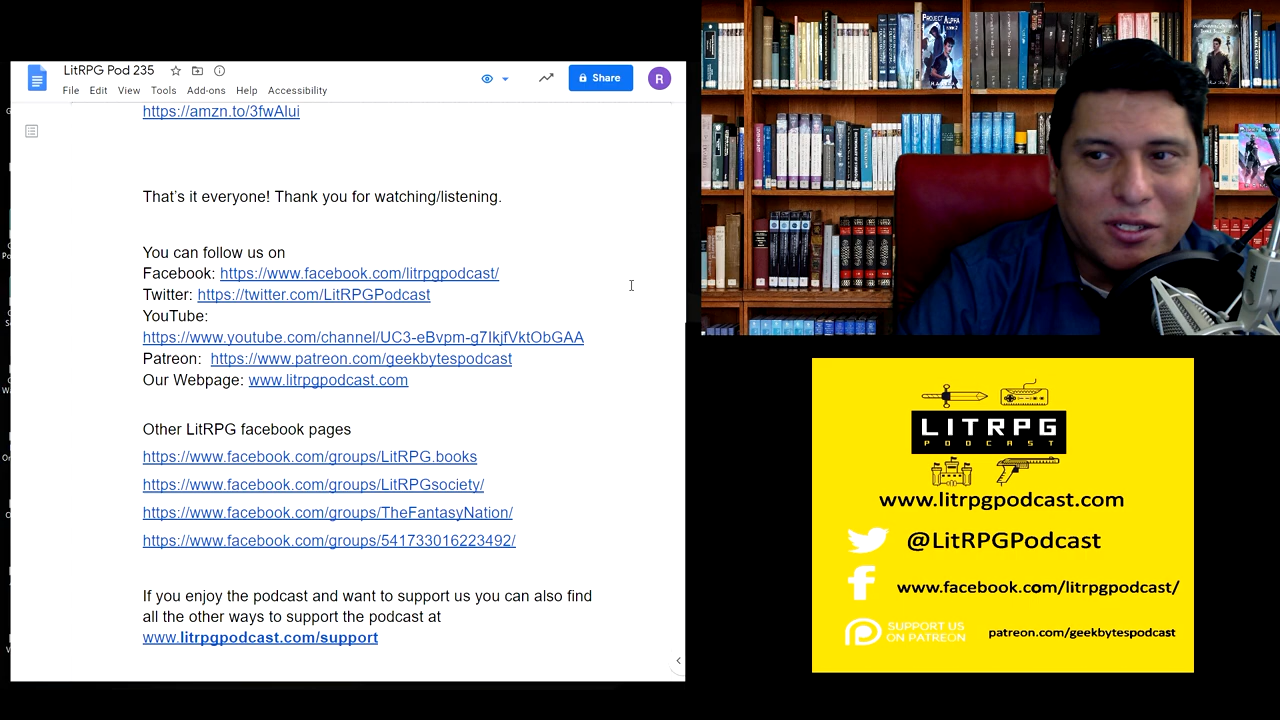 LitRPG Pod 235
File Edit View Tools Add-ons Help Accessibility
Share
R
https://amzn.to/3fwAIui
That's it everyone! Thank you for watching/listening.
You can follow us on
Facebook: https://www.facebook.com/litrpgpodcast/
Twitter: https://twitter.com/LitRPGPodcast
YouTube:
https://www.youtube.com/channel/UC3-eBvpm-g7IkjfVktObGAA
Patreon: https://www.patreon.com/geekbytespodcast
Our Webpage: www.litrpgpodcast.com
Other LitRPG facebook pages
https://www.facebook.com/groups/LitRPG.books
https://www.facebook.com/groups/LitRPGsociety/
https://www.facebook.com/groups/TheFantasyNation/
https://www.facebook.com/groups/541733016223492/
If you enjoy the podcast and want to support us you can also find
all the other ways to support the podcast at
www.litrpgpodcast.com/support
PROJECT ALPHA
LITRPG
PODCAST
www.litrpgpodcast.com
@LitRPGPodcast
www.facebook.com/litrpgpodcast/
SUPPORT US
ON PATREON
patreon.com/geekbytespodcast